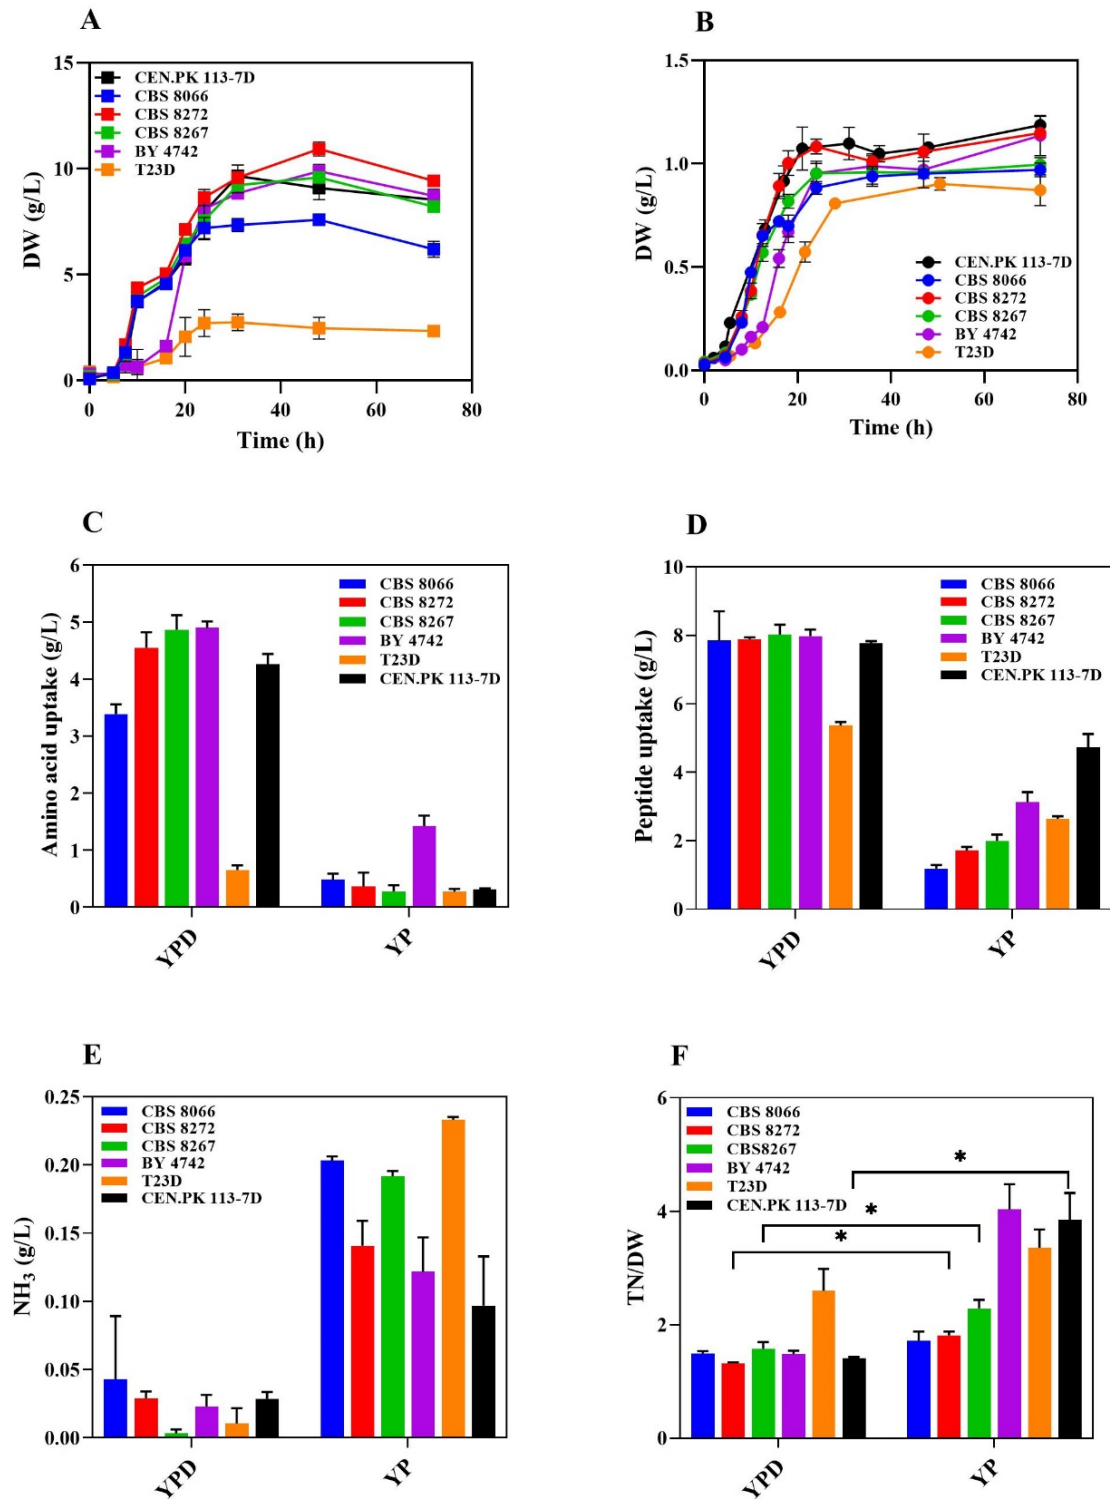 A
15
10
5
0
DW (g/L)
CEN.PK 113-7D
CBS 8066
CBS 8272
CBS 8267
BY 4742
T23D
0 20 40 60 80
Time (h)
B
1.5
1.0
0.5
0.0
DW (g/L)
CEN.PK 113-7D
CBS 8066
CBS 8272
CBS 8267
BY 4742
T23D
0 20 40 60 80
Time (h)
C
6
5
4
3
2
1
0
Amino acid uptake (g/L)
CBS 8066
CBS 8272
CBS 8267
BY 4742
T23D
CEN.PK 113-7D
YPD YP
D
10
8
6
4
2
0
Peptide uptake (g/L)
CBS 8066
CBS 8272
CBS 8267
BY 4742
T23D
CEN.PK 113-7D
YPD YP
E
0.25
0.20
0.15
0.10
0.05
0.00
NH₃ (g/L)
CBS 8066
CBS 8272
CBS 8267
BY 4742
T23D
CEN.PK 113-7D
YPD YP
F
6
4
2
0
TN/DW
CBS 8066
CBS 8272
CBS8267
BY 4742
T23D
CEN.PK 113-7D
*
*
*
YPD YP